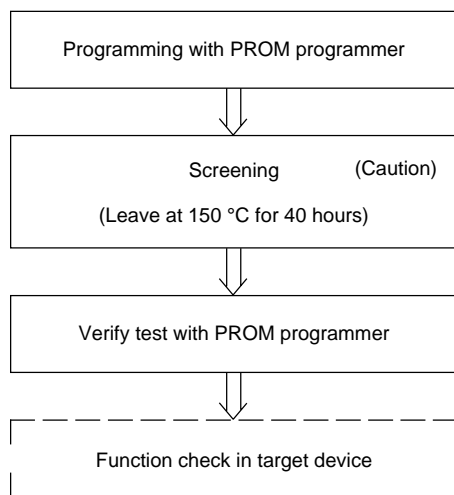 Programming with PROM programmer
Screening (Caution)
(Leave at 150 °C for 40 hours)
Verify test with PROM programmer
Function check in target device